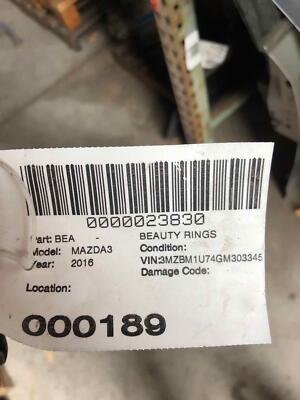 0000023830
Part: BEA - BEAUTY RINGS
Model: MAZDA3 Condition:
Year: 2016 VIN:3MZBM1U74GM303345
Damage Code:
Location:
000189